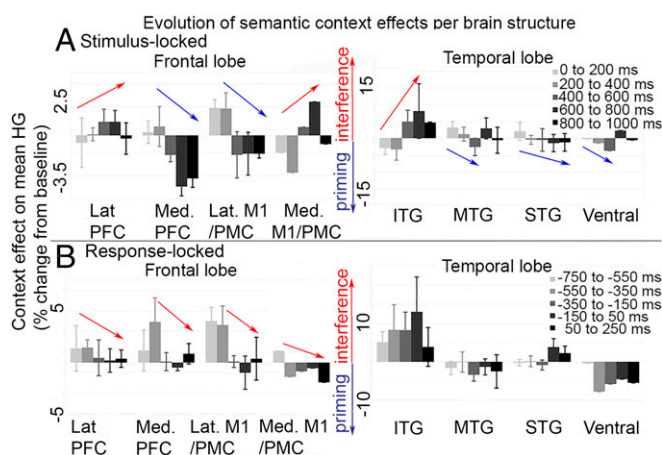 Evolution of semantic context effects per brain structure
A Stimulus-locked
Frontal lobe
Temporal lobe
Context effect on mean HG
(% change from baseline)
2.5
-3.5
interference
priming
15
-15
0 to 200 ms
200 to 400 ms
400 to 600 ms
600 to 800 ms
800 to 1000 ms
Lat
PFC
Med.
PFC
Lat. M1
/PMC
Med.
M1/PMC
ITG
MTG
STG
Ventral
B Response-locked
Frontal lobe
Temporal lobe
5
-5
interference
priming
10
-10
-750 to -550 ms
-550 to -350 ms
-350 to -150 ms
-150 to 50 ms
50 to 250 ms
Lat
PFC
Med.
PFC
Lat. M1
/PMC
Med. M1
/PMC
ITG
MTG
STG
Ventral